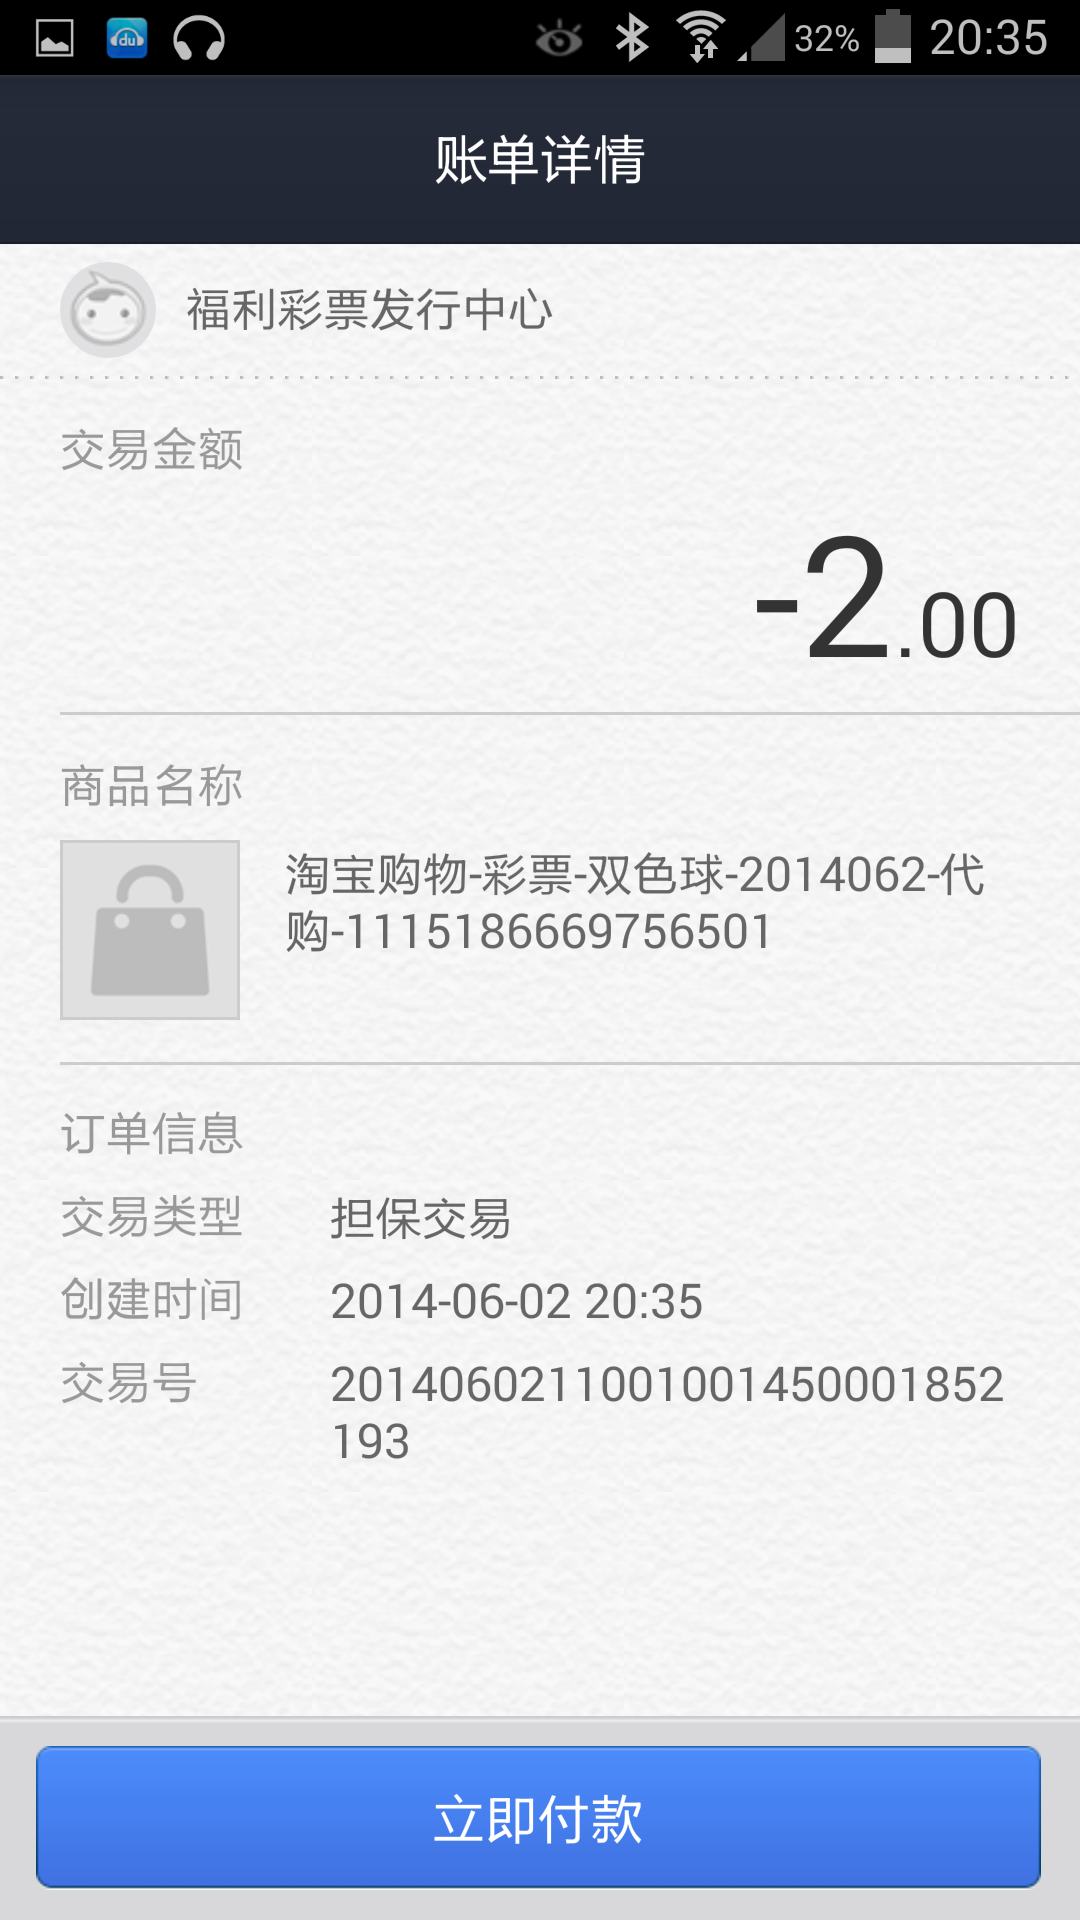 du
32%
20:35
账单详情
福利彩票发行中心
交易金额
-2.00
商品名称
淘宝购物-彩票-双色球-2014062-代
购-1115186669756501
订单信息
交易类型 担保交易
创建时间 2014-06-02 20:35
交易号 2014060211001001450001852
193
立即付款